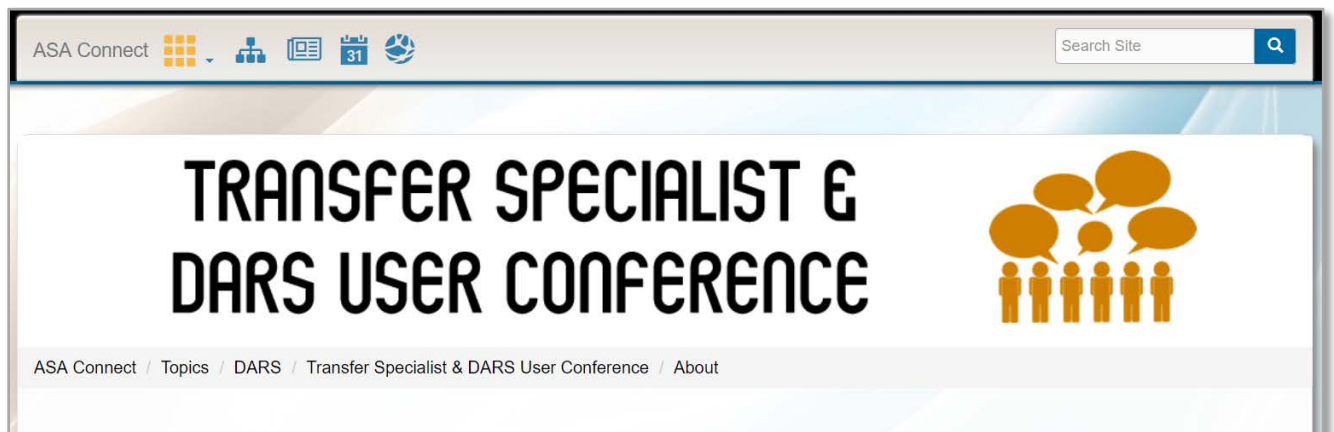 ASA Connect
31
Search Site
TRANSFER SPECIALIST &
DARS USER CONFERENCE
ASA Connect / Topics / DARS / Transfer Specialist & DARS User Conference / About